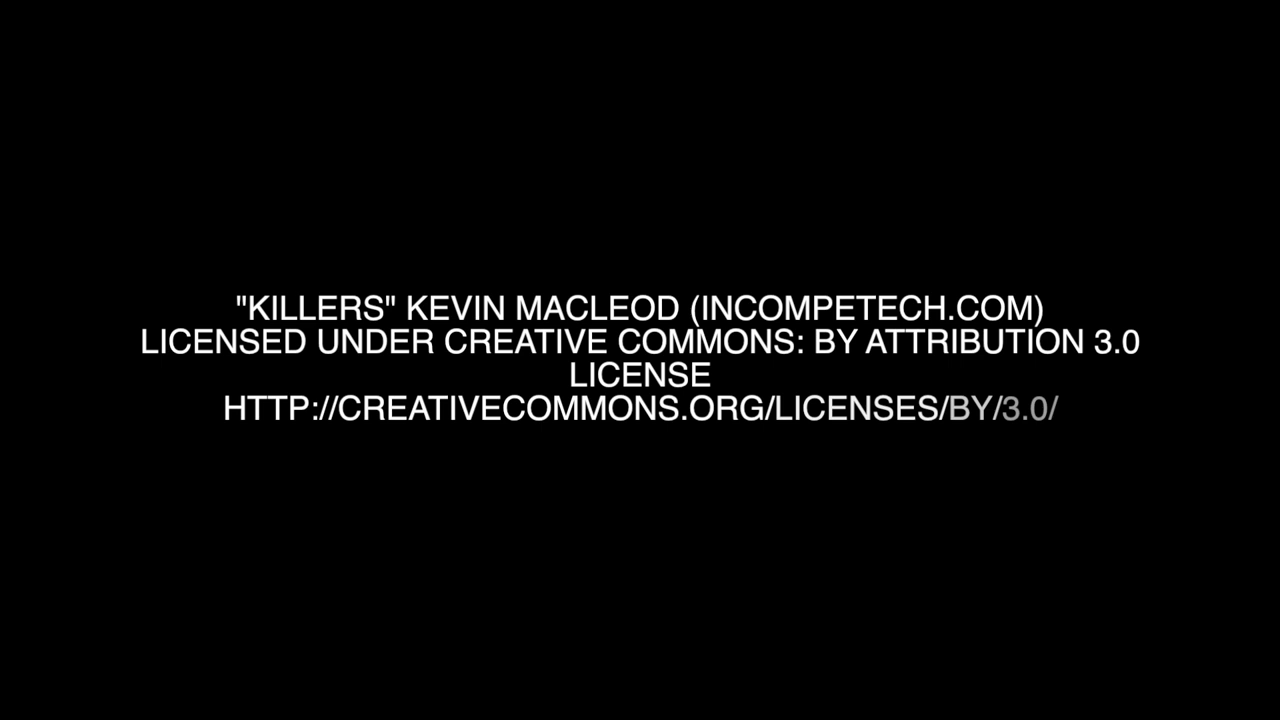 "KILLERS" KEVIN MACLEOD (INCOMPETECH.COM)
LICENSED UNDER CREATIVE COMMONS: BY ATTRIBUTION 3.0
LICENSE
HTTP://CREATIVECOMMONS.ORG/LICENSES/BY/3.0/